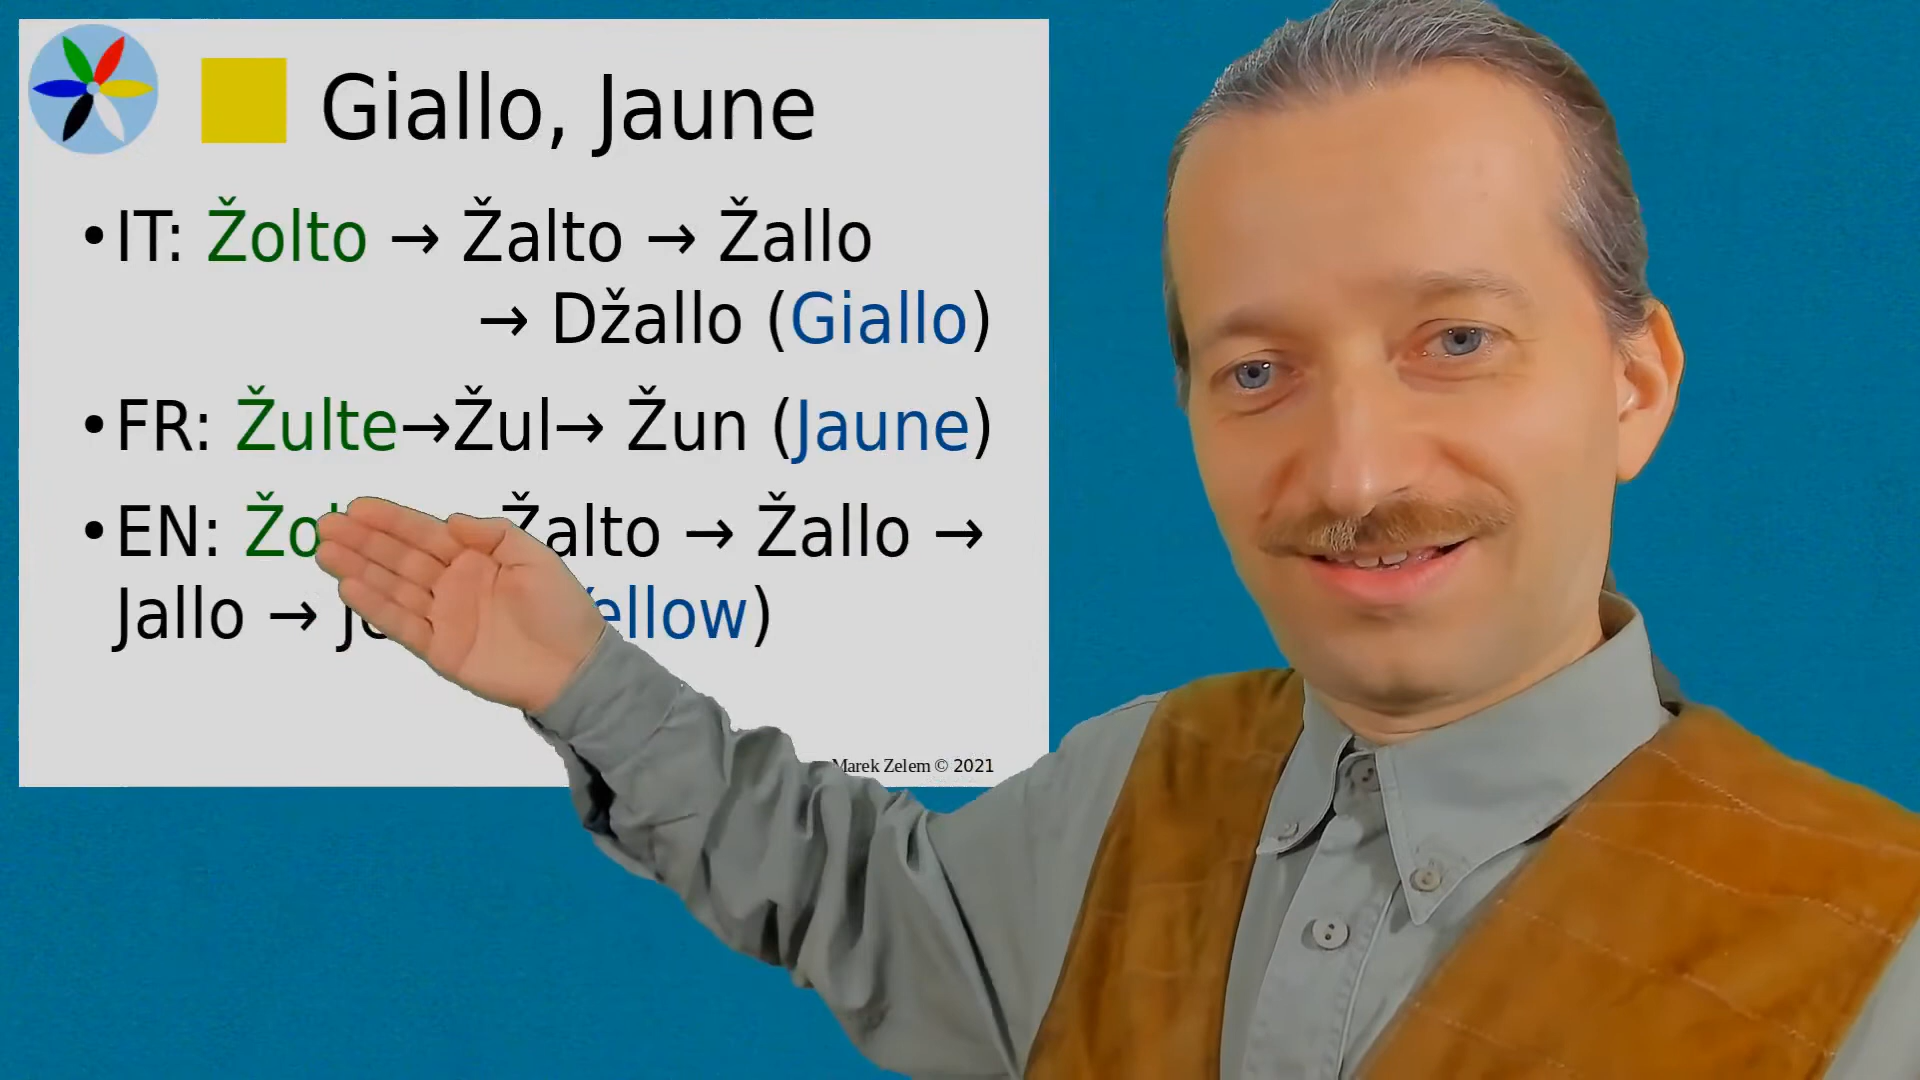 Giallo, Jaune
• IT: Žolto → Žalto → Žallo
→ Džallo (Giallo)
• FR: Žulte→Žul→ Žun (Jaune)
• EN: Žalto → Žallo →
Jallo → ellow)
Marek Zelem © 2021